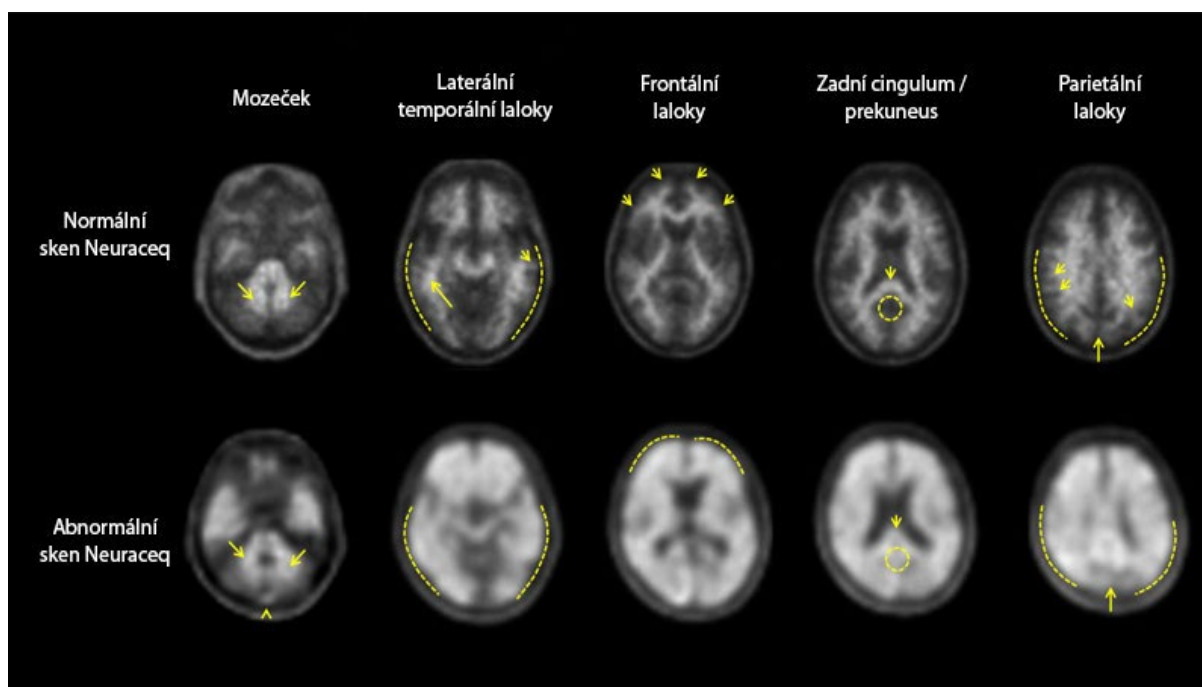 Mozeček
Laterální
temporální laloky
Frontální
laloky
Zadní cingulum /
prekuneus
Parietální
laloky
Normální
sken Neuraceq
Abnormální
sken Neuraceq